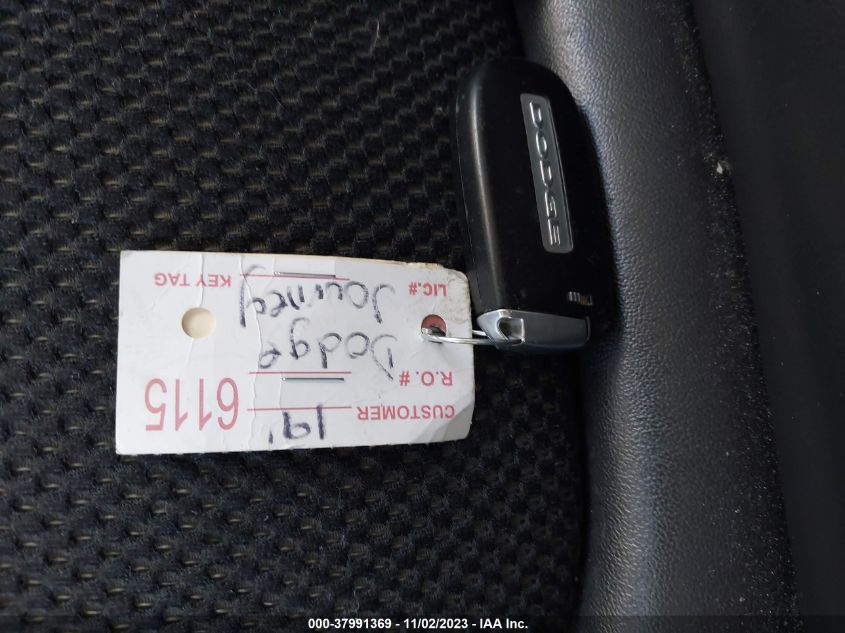 DODGE
CUSTOMER 19'
R.O. # Dodge
6115
LIC.# Journey
KEY TAG
000-37991369 - 11/02/2023 - IAA Inc.